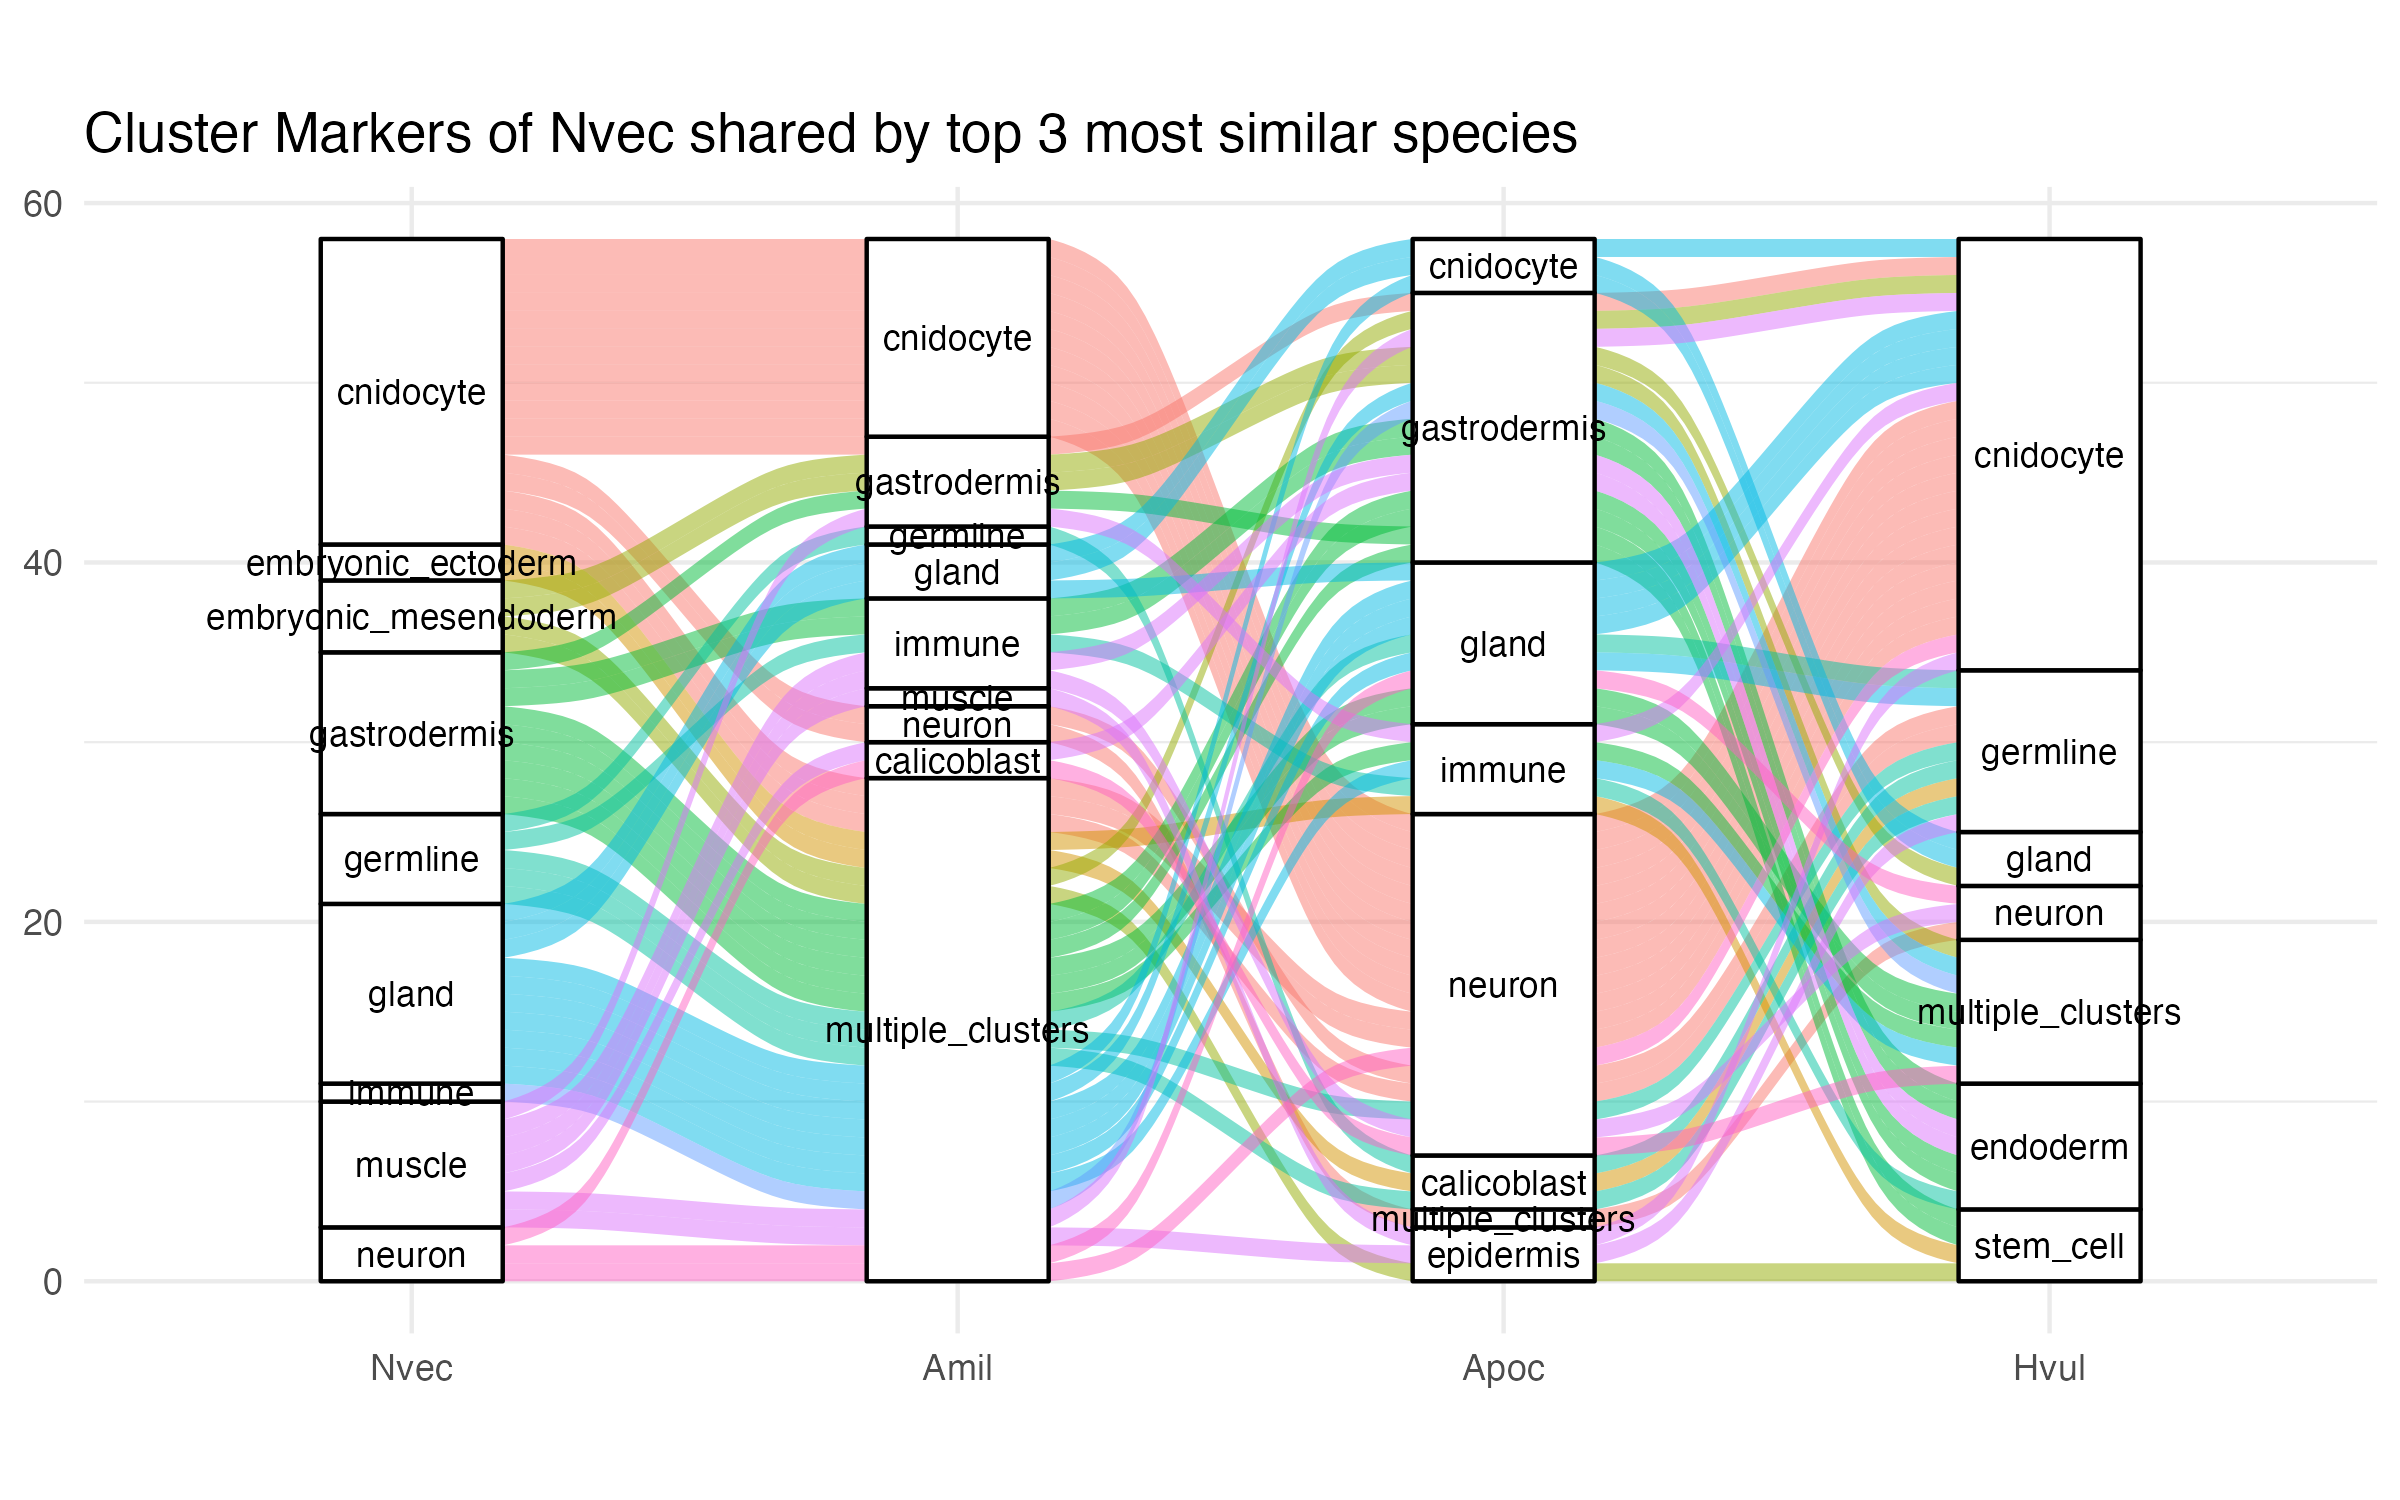 Cluster Markers of Nvec shared by top 3 most similar species
60
40
20
0
cnidocyte
embryonic_ectoderm
embryonic_mesendoderm
gastrodermis
germline
gland
immune
muscle
neuron
cnidocyte
gastrodermis
germline
gland
immune
muscle
neuron
calicoblast
multiple_clusters
cnidocyte
gastrodermis
gland
immune
neuron
calicoblast
multiple_clusters
epidermis
cnidocyte
germline
gland
neuron
multiple_clusters
endoderm
stem_cell
Nvec
Amil
Apoc
Hvul